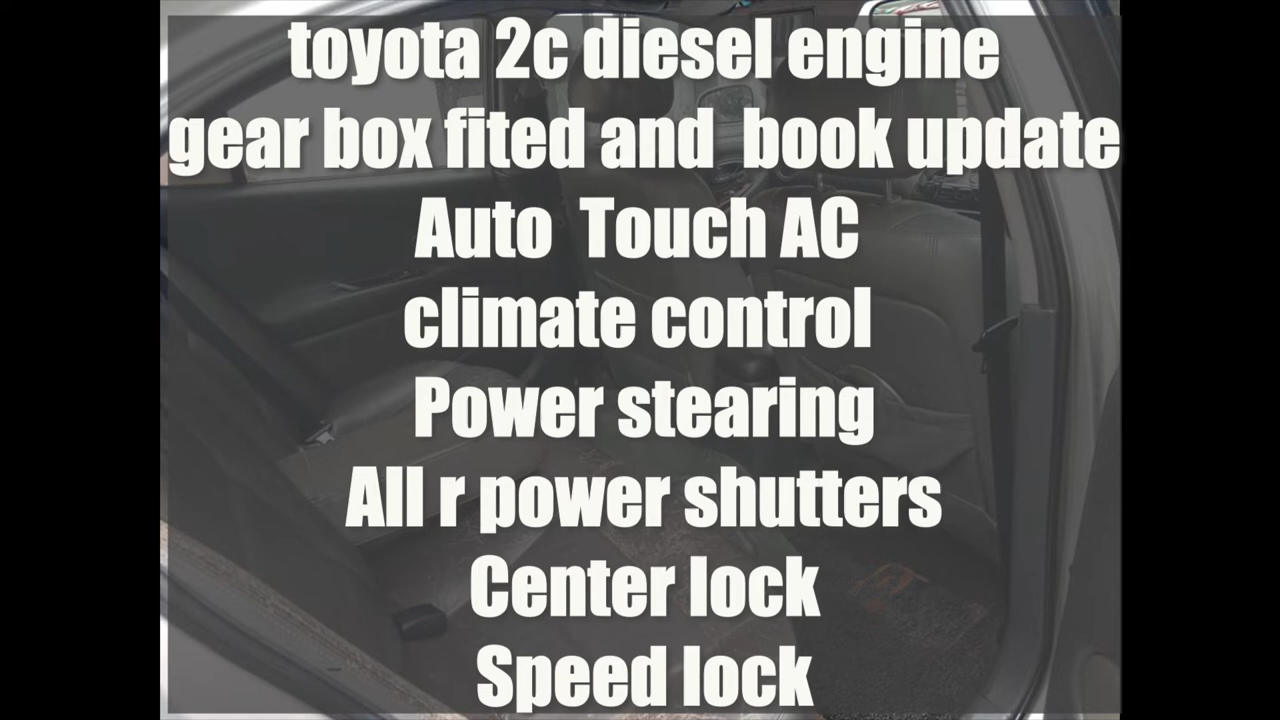 toyota 2c diesel engine
gear box fited and book update
Auto Touch AC
climate control
Power stearing
All r power shutters
Center lock
Speed lock